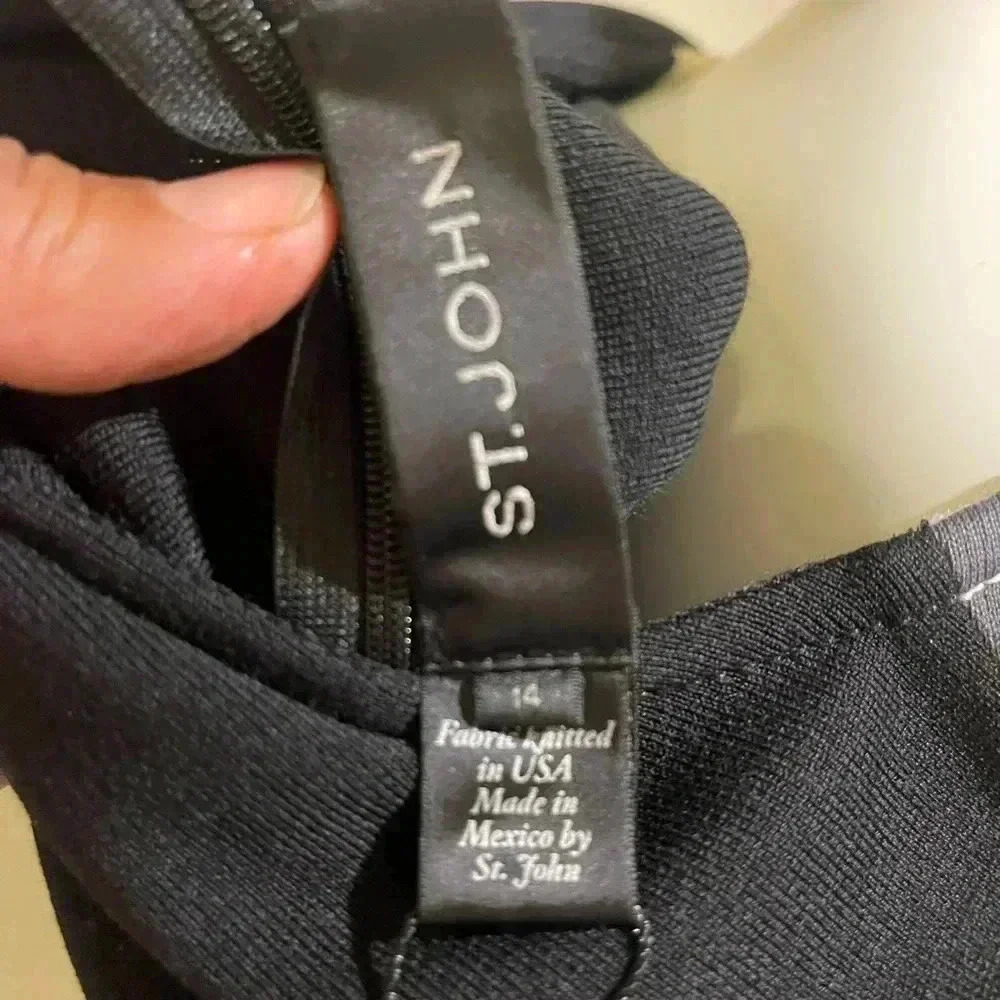 ST. JOHN
14
Fabric knitted
in USA
Made in
Mexico by
St. John